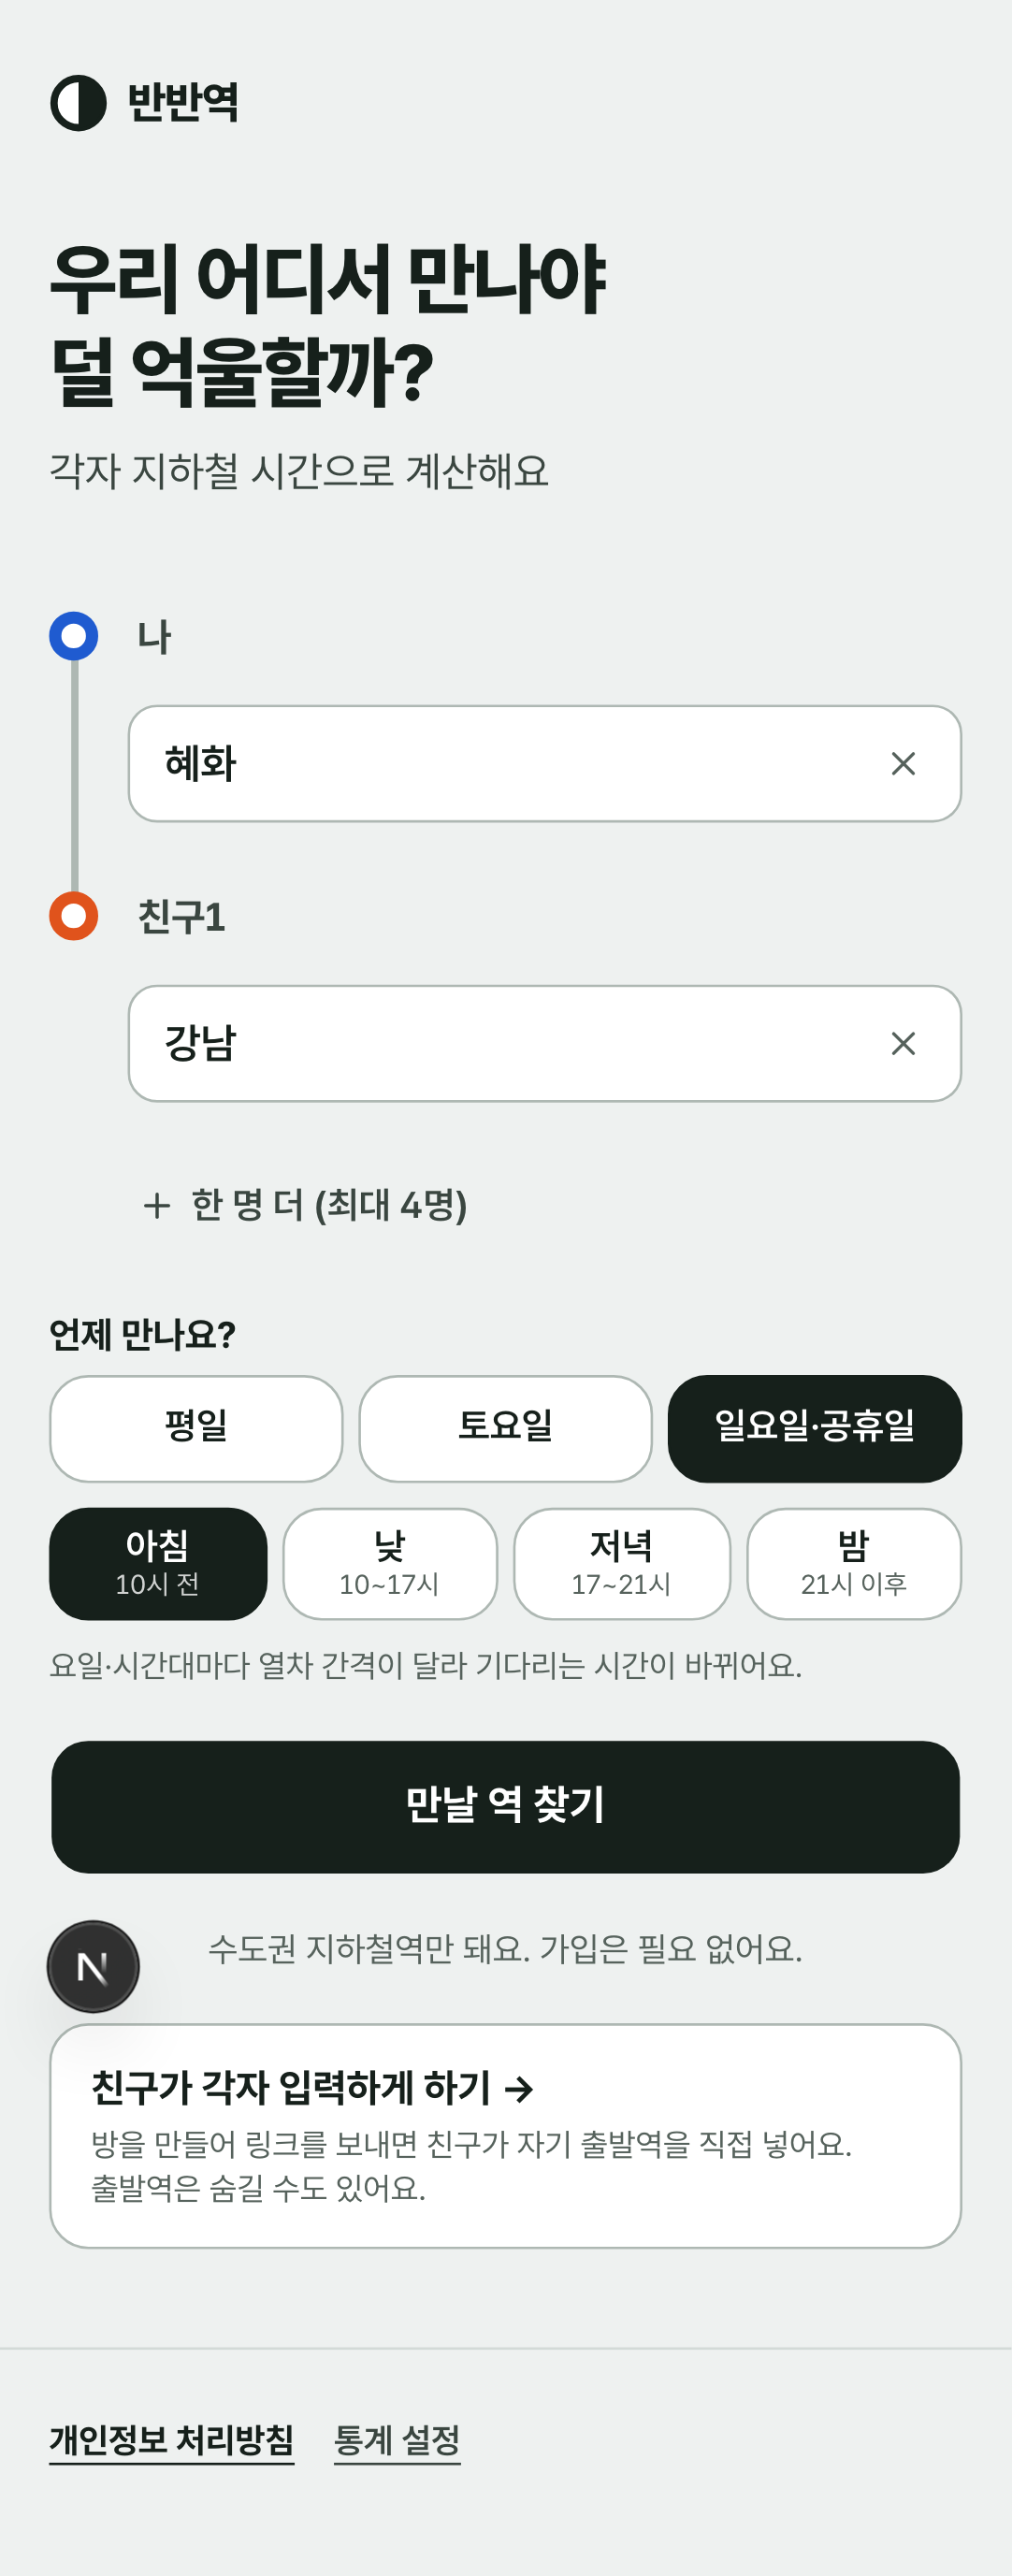 반반역
우리 어디서 만나야
덜 억울할까?
각자 지하철 시간으로 계산해요
나
혜화
친구1
강남
+ 한 명 더 (최대 4명)
언제 만나요?
평일 토요일 일요일·공휴일
아침 낮 저녁 밤
10시 전 10~17시 17~21시 21시 이후
요일·시간대마다 열차 간격이 달라 기다리는 시간이 바뀌어요.
만날 역 찾기
N
수도권 지하철역만 돼요. 가입은 필요 없어요.
친구가 각자 입력하게 하기 →
방을 만들어 링크를 보내면 친구가 자기 출발역을 직접 넣어요.
출발역은 숨길 수도 있어요.
개인정보 처리방침 통계 설정